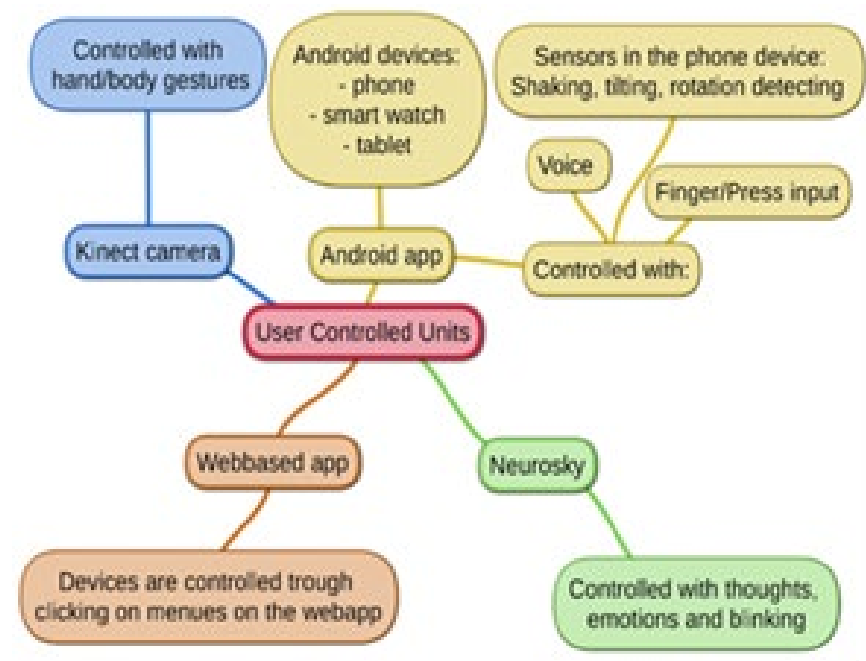 Controlled with
hand/body gestures
Android devices:
- phone
- smart watch
- tablet
Sensors in the phone device:
Shaking, tilting, rotation detecting
Voice
Finger/Press input
Kinect camera
Android app
Controlled with:
User Controlled Units
Webbased app
Neurosky
Devices are controlled trough
clicking on menues on the webapp
Controlled with thoughts,
emotions and blinking